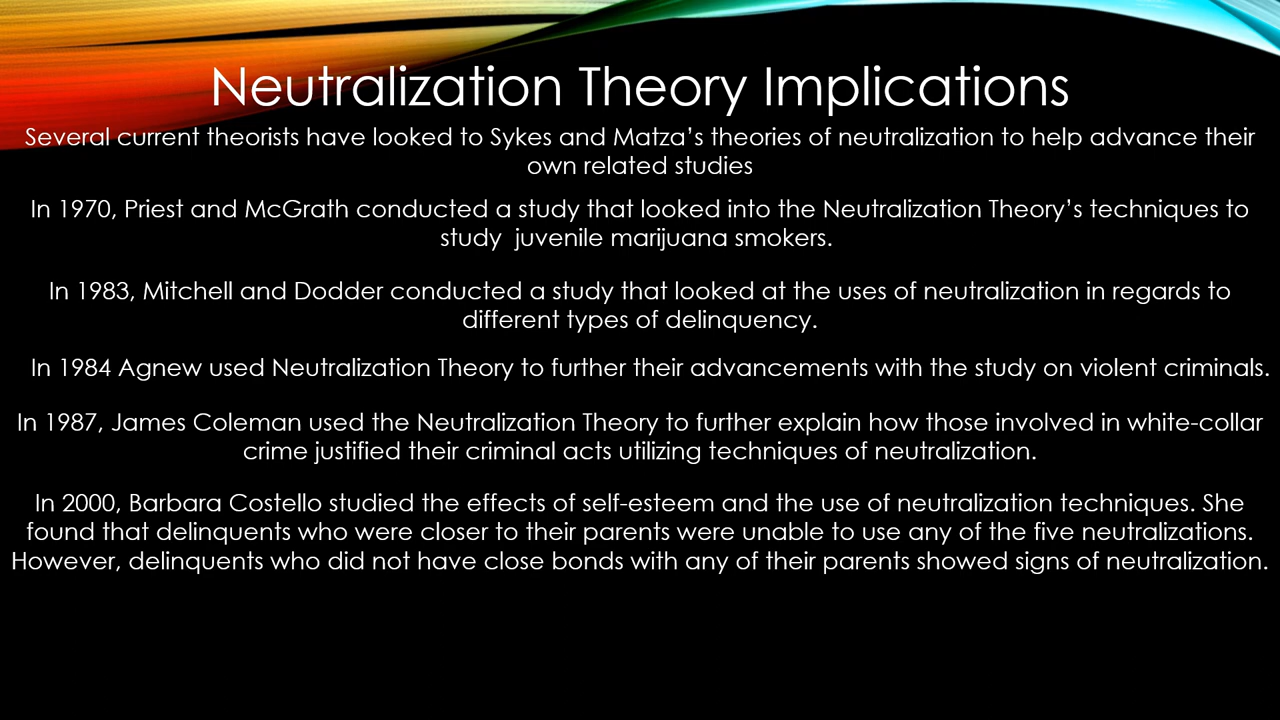 Neutralization Theory Implications
Several current theorists have looked to Sykes and Matza’s theories of neutralization to help advance their
own related studies
In 1970, Priest and McGrath conducted a study that looked into the Neutralization Theory’s techniques to
study  juvenile marijuana smokers.
In 1983, Mitchell and Dodder conducted a study that looked at the uses of neutralization in regards to
different types of delinquency.
In 1984 Agnew used Neutralization Theory to further their advancements with the study on violent criminals.
In 1987, James Coleman used the Neutralization Theory to further explain how those involved in white-collar
crime justified their criminal acts utilizing techniques of neutralization.
In 2000, Barbara Costello studied the effects of self-esteem and the use of neutralization techniques. She
found that delinquents who were closer to their parents were unable to use any of the five neutralizations.
However, delinquents who did not have close bonds with any of their parents showed signs of neutralization.